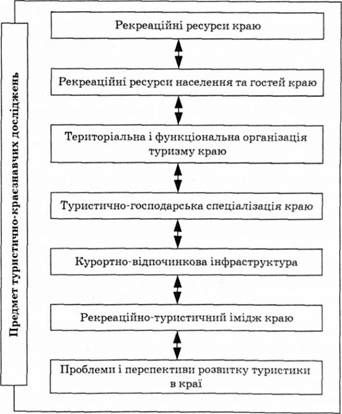 Предмет туристично-краєзнавчих досліджень
Рекреаційні ресурси краю
Рекреаційні ресурси населення та гостей краю
Територіальна і функціональна організація
туризму краю
Туристично-господарська спеціалізація краю
Курортно-відпочинкова інфраструктура
Рекреаційно-туристичний імідж краю
Проблеми і перспективи розвитку туристики
в краї